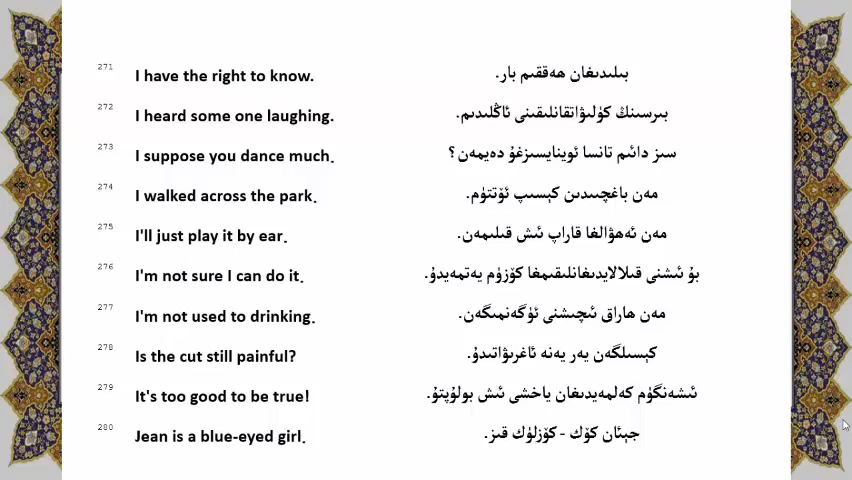 271 I have the right to know. بىلىدىغان ھەققىم بار.
272 I heard some one laughing. بىرسىنىڭ كۈلىۋاتقانلىقىنى ئاڭلىدىم.
273 I suppose you dance much. سىز دائىم تانسا ئوينايسىزغۇ دەيمەن؟
274 I walked across the park. مەن باغچىىدىن كېسىپ ئۆتتۈم.
275 I'll just play it by ear. مەن ئەھۋالغا قاراپ ئىش قىلىمەن.
276 I'm not sure I can do it. بۇ ئىشنى قىلالايدىغانلىقىمغا كۆزۈم يەتمەيدۇ.
277 I'm not used to drinking. مەن ھاراق ئىچىشنى ئۈگەنمىگەن.
278 Is the cut still painful? كېسىلگەن يەر يەنە ئاغرىۋاتىدۇ.
279 It's too good to be true! ئىشەنگۈم كەلمەيدىغان ياخشى ئىش بولۇپتۇ.
280 Jean is a blue-eyed girl. جېئان كۆك - كۆزلۈك قىز.